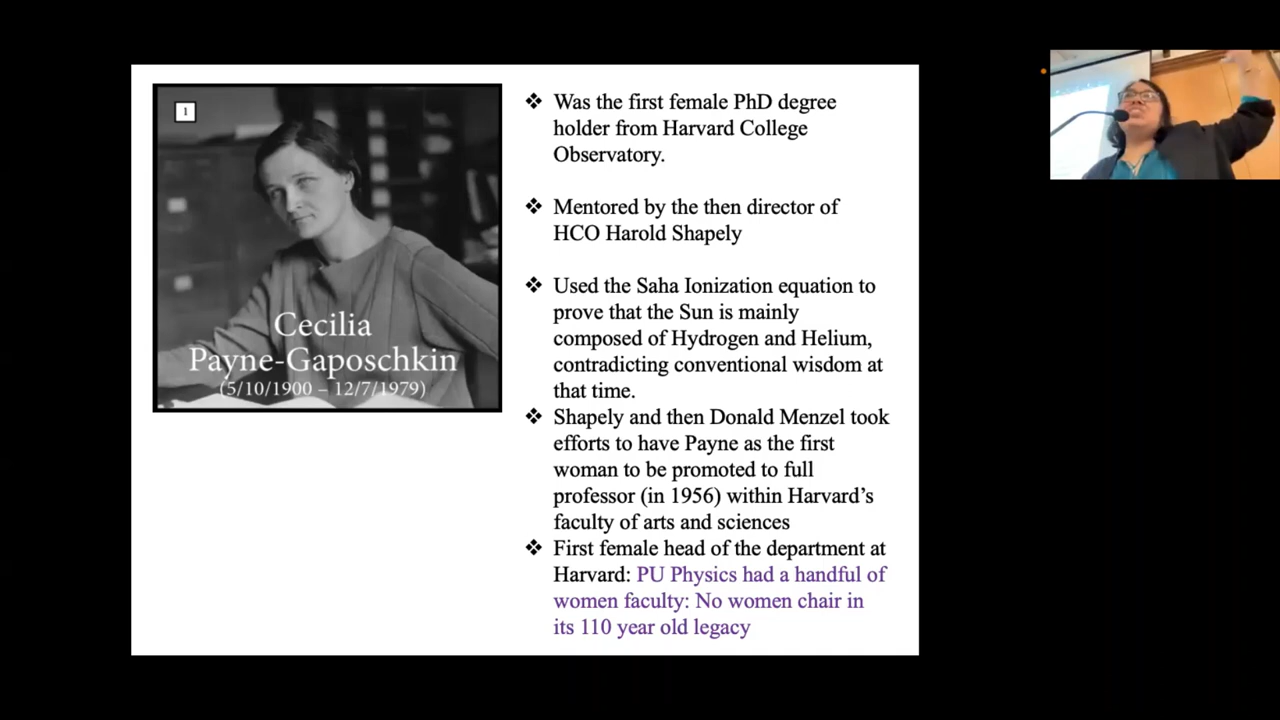 1
Cecilia
Payne-Gaposchkin
(5/10/1900 – 12/7/1979)
❖ Was the first female PhD degree
holder from Harvard College
Observatory.
❖ Mentored by the then director of
HCO Harold Shapely
❖ Used the Saha Ionization equation to
prove that the Sun is mainly
composed of Hydrogen and Helium,
contradicting conventional wisdom at
that time.
❖ Shapely and then Donald Menzel took
efforts to have Payne as the first
woman to be promoted to full
professor (in 1956) within Harvard’s
faculty of arts and sciences
❖ First female head of the department at
Harvard: PU Physics had a handful of
women faculty: No women chair in
its 110 year old legacy